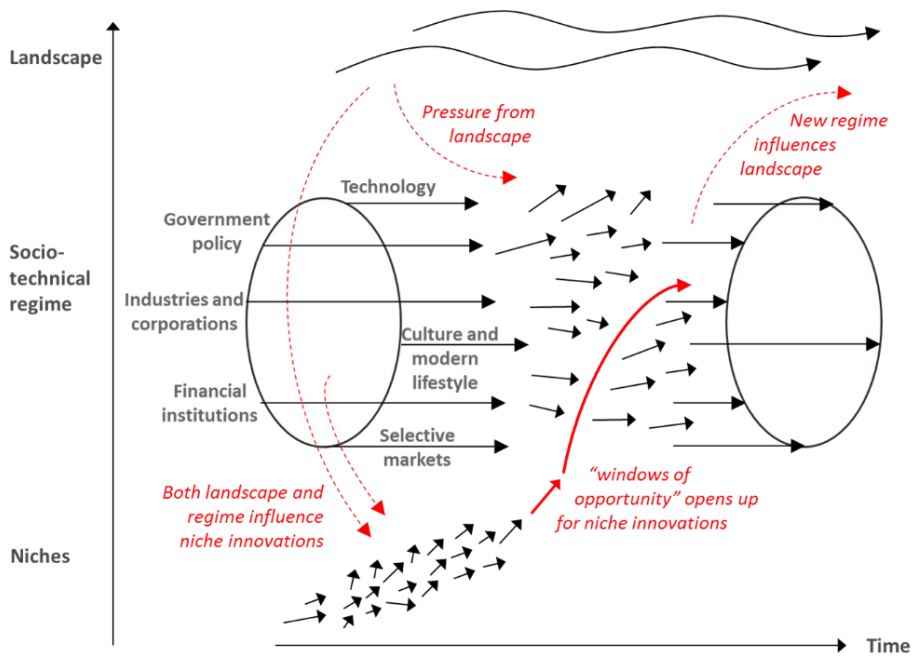 Landscape
Pressure from
landscape
New regime
influences
landscape
Technology
Government
policy
Socio-
technical
regime
Industries and
corporations
Culture and
modern
lifestyle
Financial
institutions
Selective
markets
Both landscape and
regime influence
niche innovations
“windows of
opportunity” opens up
for niche innovations
Niches
Time